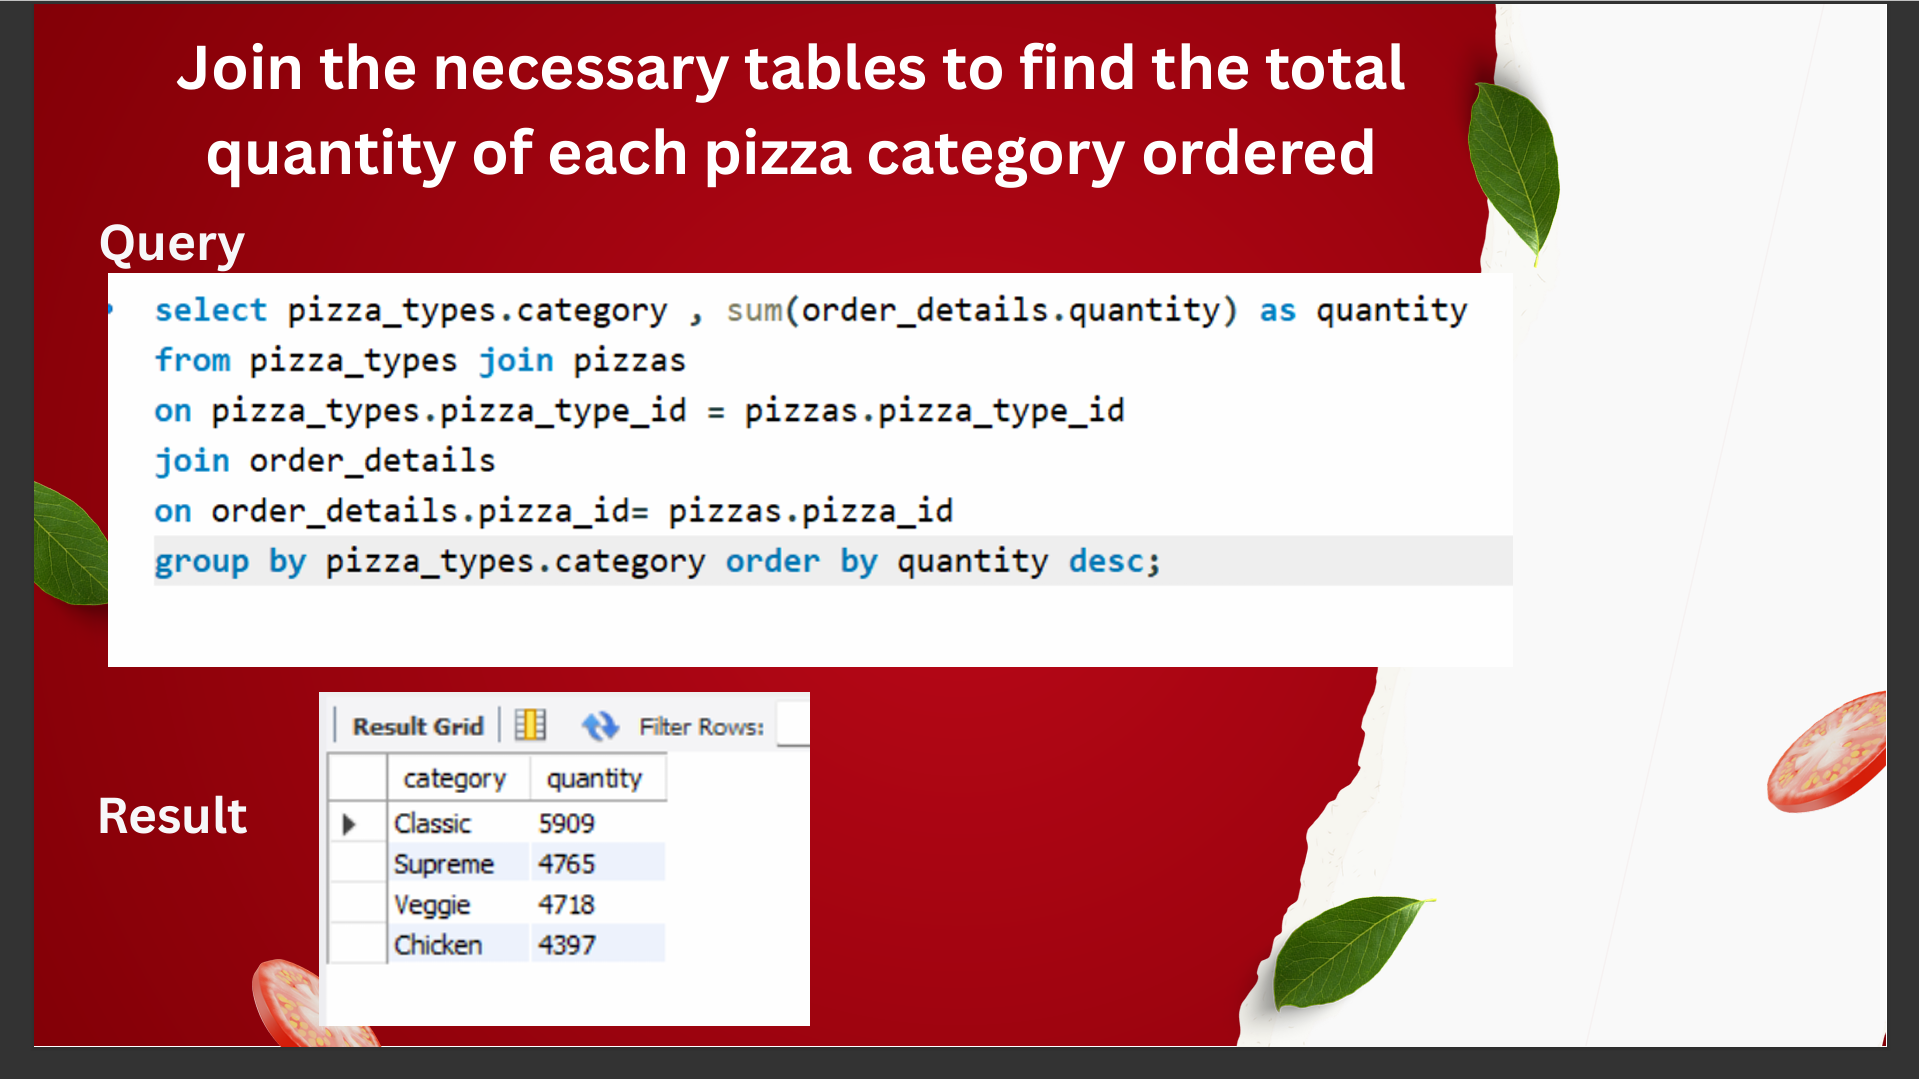 Join the necessary tables to find the total
quantity of each pizza category ordered
Query
select pizza_types.category , sum(order_details.quantity) as quantity
from pizza_types join pizzas
on pizza_types.pizza_type_id = pizzas.pizza_type_id
join order_details
on order_details.pizza_id= pizzas.pizza_id
group by pizza_types.category order by quantity desc;
Result
Result Grid Filter Rows:
category quantity
Classic 5909
Supreme 4765
Veggie 4718
Chicken 4397